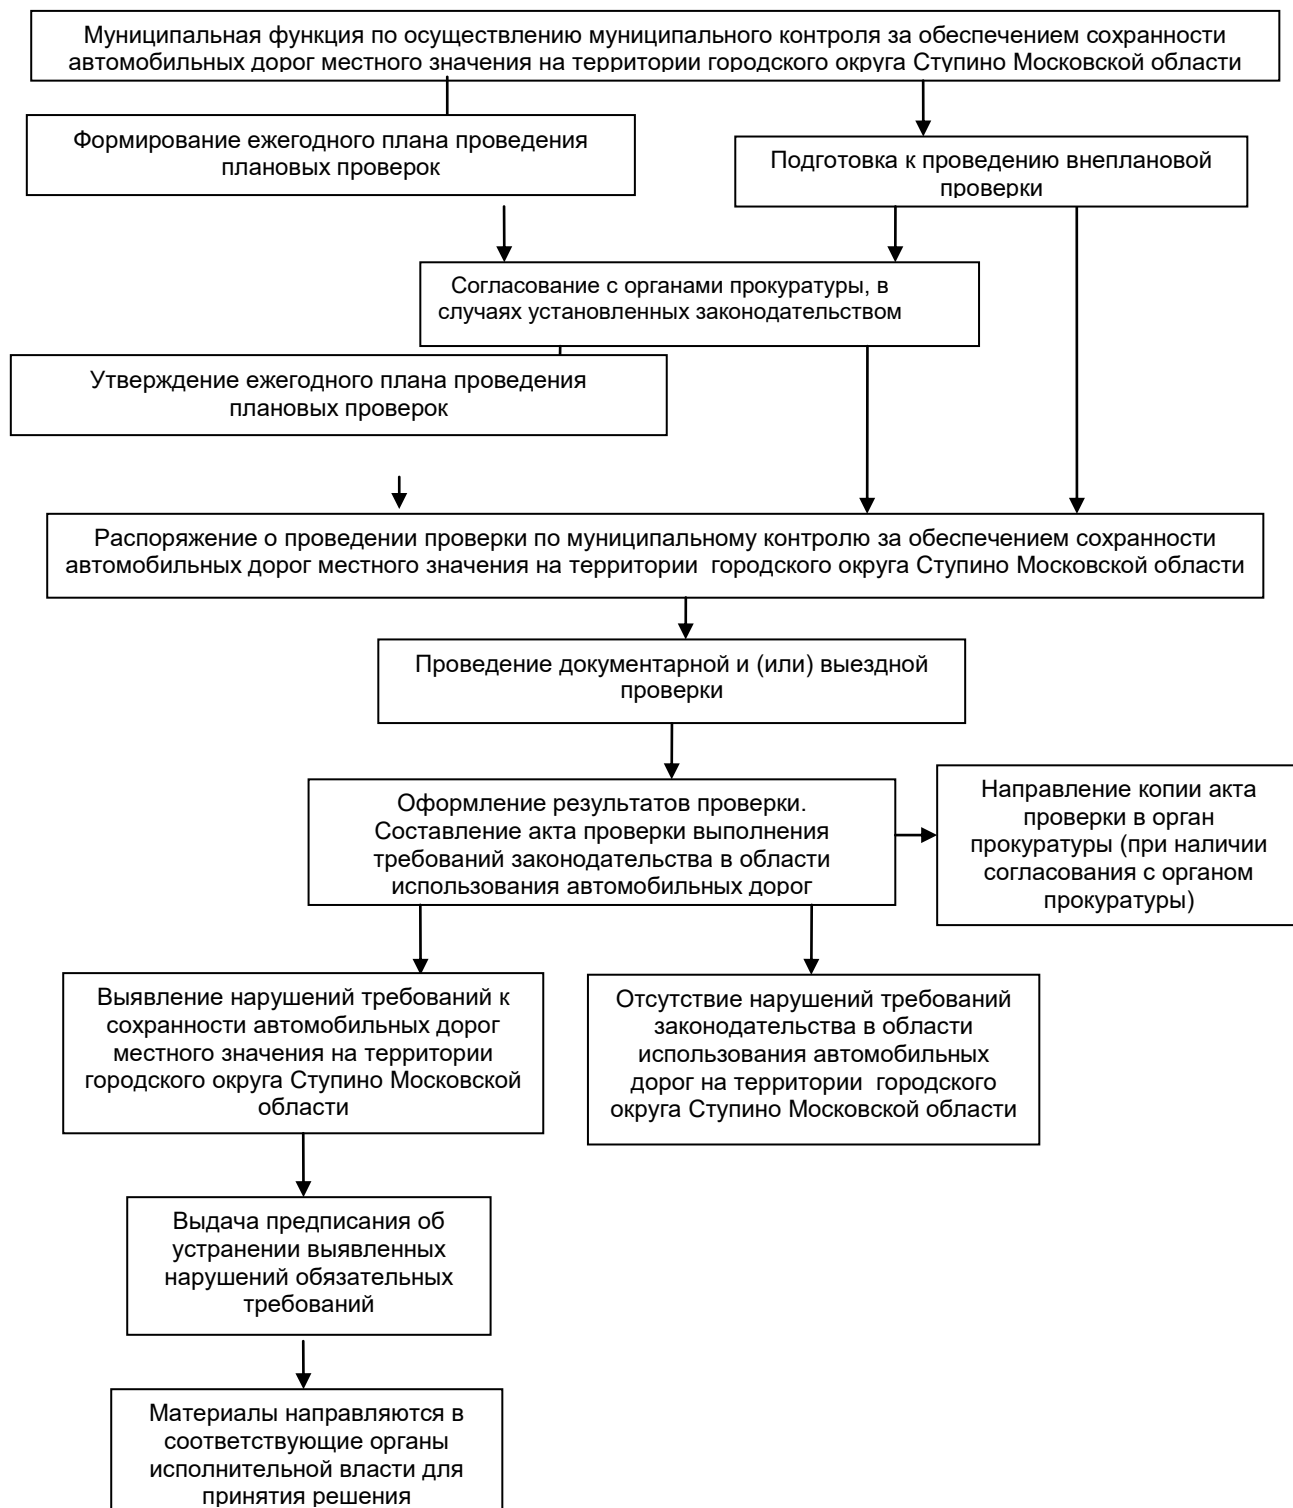 Муниципальная функция по осуществлению муниципального контроля за обеспечением сохранности
автомобильных дорог местного значения на территории городского округа Ступино Московской области
Формирование ежегодного плана проведения
плановых проверок
Подготовка к проведению внеплановой
проверки
Согласование с органами прокуратуры, в
случаях установленных законодательством
Утверждение ежегодного плана проведения
плановых проверок
Распоряжение о проведении проверки по муниципальному контролю за обеспечением сохранности
автомобильных дорог местного значения на территории городского округа Ступино Московской области
Проведение документарной и (или) выездной
проверки
Оформление результатов проверки.
Составление акта проверки выполнения
требований законодательства в области
использования автомобильных дорог
Направление копии акта
проверки в орган
прокуратуры (при наличии
согласования с органом
прокуратуры)
Выявление нарушений требований к
сохранности автомобильных дорог
местного значения на территории
городского округа Ступино Московской
области
Отсутствие нарушений требований
законодательства в области
использования автомобильных
дорог на территории городского
округа Ступино Московской области
Выдача предписания об
устранении выявленных
нарушений обязательных
требований
Материалы направляются в
соответствующие органы
исполнительной власти для
принятия решения